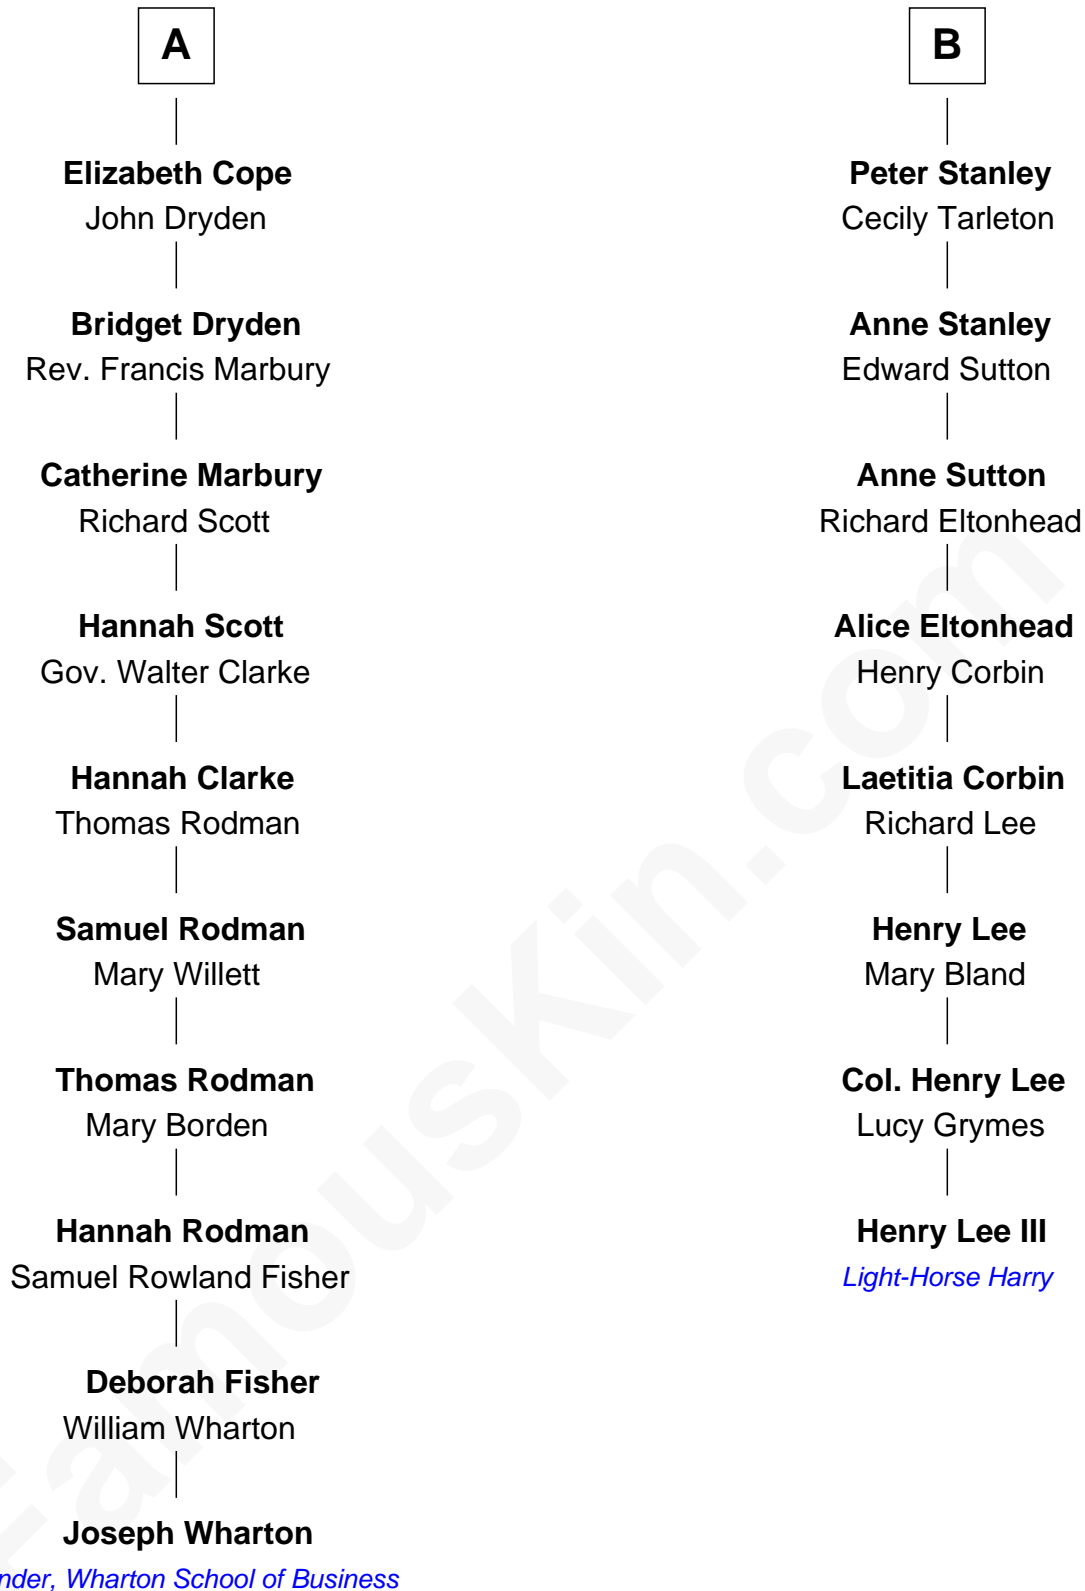 A
Elizabeth Cope
John Dryden
Bridget Dryden
Rev. Francis Marbury
Catherine Marbury
Richard Scott
Hannah Scott
Gov. Walter Clarke
Hannah Clarke
Thomas Rodman
Samuel Rodman
Mary Willett
Thomas Rodman
Mary Borden
Hannah Rodman
Samuel Rowland Fisher
Deborah Fisher
William Wharton
Joseph Wharton
nder, Wharton School of Business
B
Peter Stanley
Cecily Tarleton
Anne Stanley
Edward Sutton
Anne Sutton
Richard Eltonhead
Alice Eltonhead
Henry Corbin
Laetitia Corbin
Richard Lee
Henry Lee
Mary Bland
Col. Henry Lee
Lucy Grymes
Henry Lee III
Light-Horse Harry
FamousKin.com